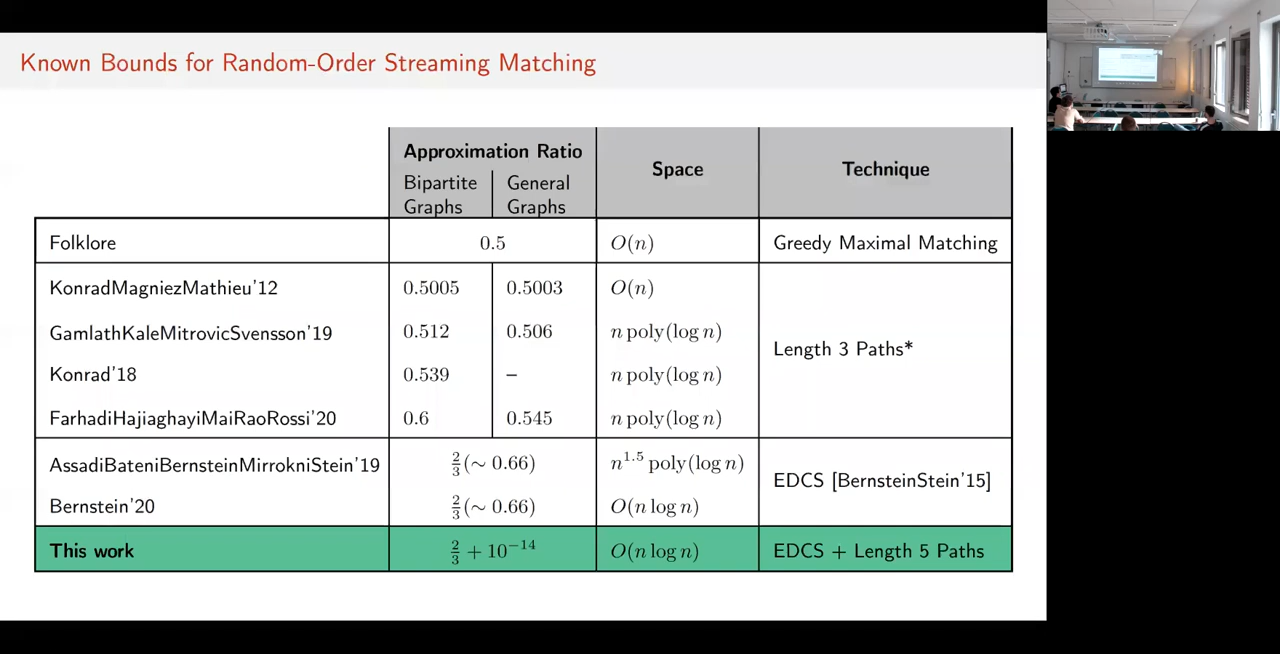 Known Bounds for Random-Order Streaming Matching
Approximation Ratio
Bipartite Graphs
General Graphs
Space
Technique
Folklore 0.5 O(n) Greedy Maximal Matching
KonradMagniezMathieu'12 0.5005 0.5003 O(n)
GamlathKaleMitrovicSvensson'19 0.512 0.506 n poly(log n)
Length 3 Paths*
Konrad'18 0.539 – n poly(log n)
FarhadiHajiaghayiMaiRaoRossi'20 0.6 0.545 n poly(log n)
AssadiBateniBernsteinMirrokniStein'19 2/3 (∼ 0.66) n^1.5 poly(log n)
EDCS [BernsteinStein'15]
Bernstein'20 2/3 (∼ 0.66) O(n log n)
This work 2/3 + 10^−14 O(n log n) EDCS + Length 5 Paths